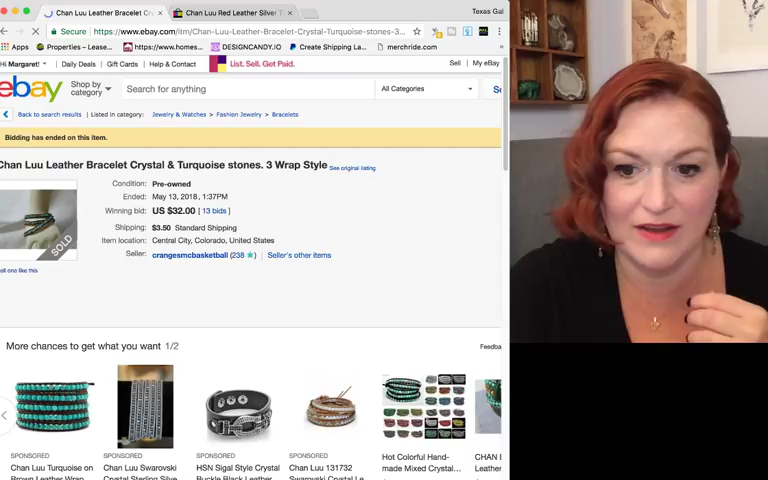 Chan Luu Leather Bracelet Cr
Chan Luu Red Leather Silver T
Texas Gal
Secure
https://www.ebay.com/itm/Chan-Luu-Leather-Bracelet-Crystal-Turquoise-stones-3...
Apps
Properties – Lease
https://www.homes...
DESIGNCANDY.IO
Create Shipping La
merchride.com
Hi Margaret!
Daily Deals
Gift Cards
Help & Contact
List. Sell. Get Paid.
Sell
My eBay
ebay
Shop by
category
Search for anything
All Categories
Back to search results
Listed in category:
Jewelry & Watches
Fashion Jewelry
Bracelets
Bidding has ended on this item.
Chan Luu Leather Bracelet Crystal & Turquoise stones. 3 Wrap Style
See original listing
Condition: Pre-owned
Ended: May 13, 2018 , 1:37PM
Winning bid: US $32.00 [ 13 bids ]
Shipping: $3.50 Standard Shipping
Item location: Central City, Colorado, United States
Seller: crangesmcbasketball (238 ) | Seller's other items
SOLD
ell one like this
More chances to get what you want 1/2
Feedba
SPONSORED
Chan Luu Turquoise on
Brown Leather Wrap
SPONSORED
Chan Luu Swarovski
Crystal Sterling Silve
SPONSORED
HSN Sigal Style Crystal
Buckle Black Leather
SPONSORED
Chan Luu 131732
Swarovski Crystal Le
Hot Colorful Hand-
made Mixed Crystal...
CHAN
Leather